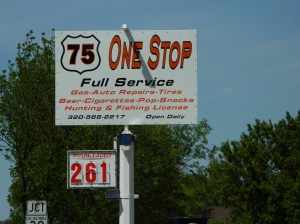 75 ONE STOP
Full Service
Gas-Auto Repairs-Tires
Beer-Cigarettes-Pop-Snacks
Hunting & Fishing License
320-568-2217 Open Daily
UNLEADED
261
JCT